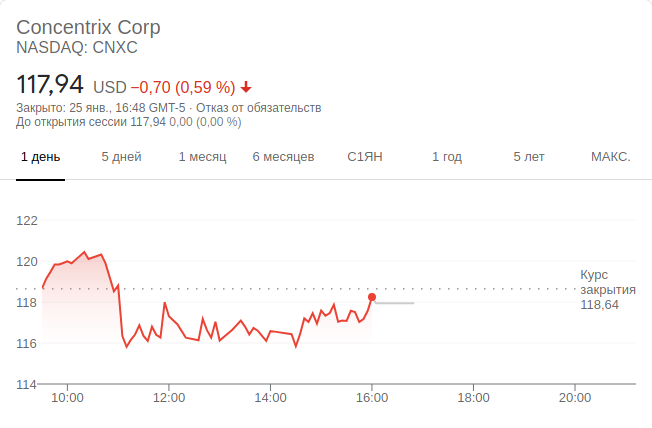 Concentrix Corp
NASDAQ: CNXC
117,94 USD −0,70 (0,59 %)
Закрыто: 25 янв., 16:48 GMT-5 · Отказ от обязательств
До открытия сессии 117,94 0,00 (0,00 %)
1 день 5 дней 1 месяц 6 месяцев С1ЯН 1 год 5 лет МАКС.
122
120
Курс
закрытия
118,64
118
116
114
10:00 12:00 14:00 16:00 18:00 20:00